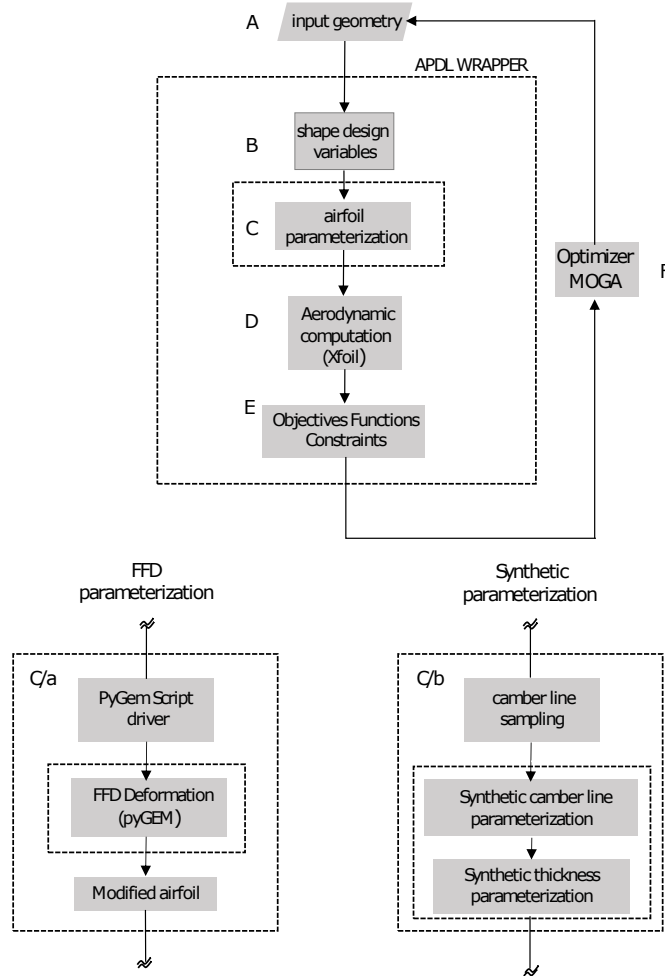 A
input geometry
APDL WRAPPER
B
shape design
variables
C
airfoil
parameterization
D
Aerodynamic
computation
(Xfoil)
E
Objectives Functions
Constraints
Optimizer
MOGA
FFD
parameterization
C/a
PyGem Script
driver
FFD Deformation
(pyGEM)
Modified airfoil
Synthetic
parameterization
C/b
camber line
sampling
Synthetic camber line
parameterization
Synthetic thickness
parameterization